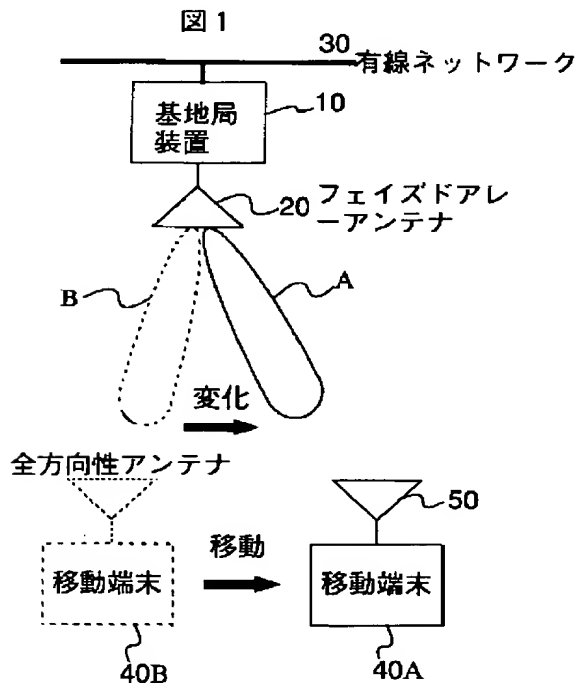 図1
30
有線ネットワーク
基地局
装置
10
20
フェイズドアレ
ーアンテナ
B
A
変化
全方向性アンテナ
50
移動端末
移動
移動端末
40B
40A